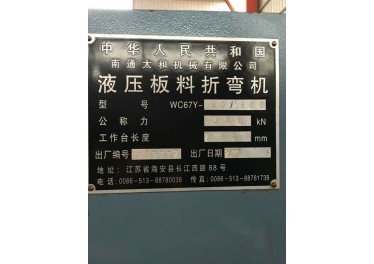 中华人民共和国
南通太和机械有限公司
液压板料折弯机
型 号 WC67Y-
公 称 力 kN
工作台长度 mm
出厂编号 出厂日期
地址:江苏省海安县长江西路88号
电话:0086-513-88780038 传真:0086-513-88781736